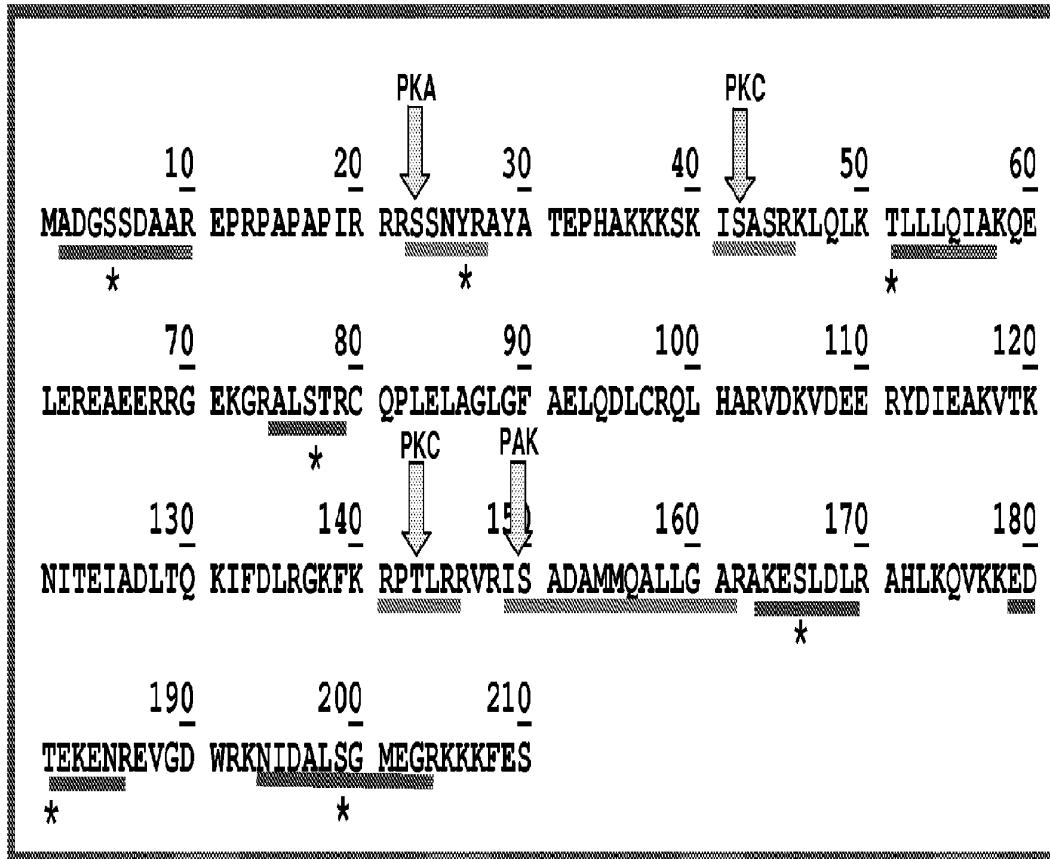 PKA PKC
10 20 30 40 50 60
MADGSSDAAR EPRPAPAPIR RRSSNYRAYA TEPHAKKKSK ISASRKLQLK TLLLQIAKQE
* * *
70 80 90 100 110 120
LEREAEERRG EKGRALSTRC QPLELAGLGF AELQDLCRQL HARVDKVDEE RYDIEAKVTK
*
PKC PAK
130 140 150 160 170 180
NITEIADLTQ KIFDLRGKFK RPTLRRVRIS ADAMMQALLG ARAKESLDLR AHLKQVKKED
*
190 200 210
TEKENREVGD WRKNIDALSG MEGRKKKFES
* *